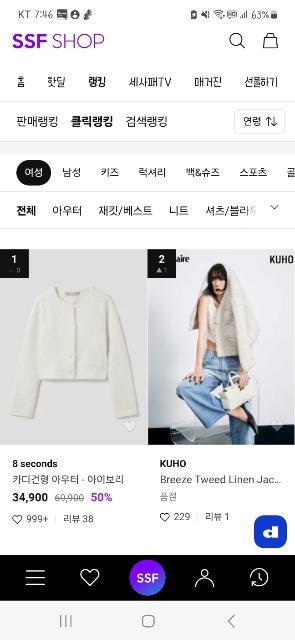 KT 7:46 63%
SSF SHOP
홈 핫딜 랭킹 세사패TV 매거진 선물하기
판매랭킹 클릭랭킹 검색랭킹 연령
여성 남성 키즈 럭셔리 백&슈즈 스포츠 골
전체 아우터 재킷/베스트 니트 셔츠/블라우
1
– 0
2
▲ 1
aire KUHO
8 seconds
카디건형 아우터 - 아이보리
34,900 69,900 50%
999+ 리뷰 38
KUHO
Breeze Tweed Linen Jac...
품절
229 리뷰 1
d
SSF